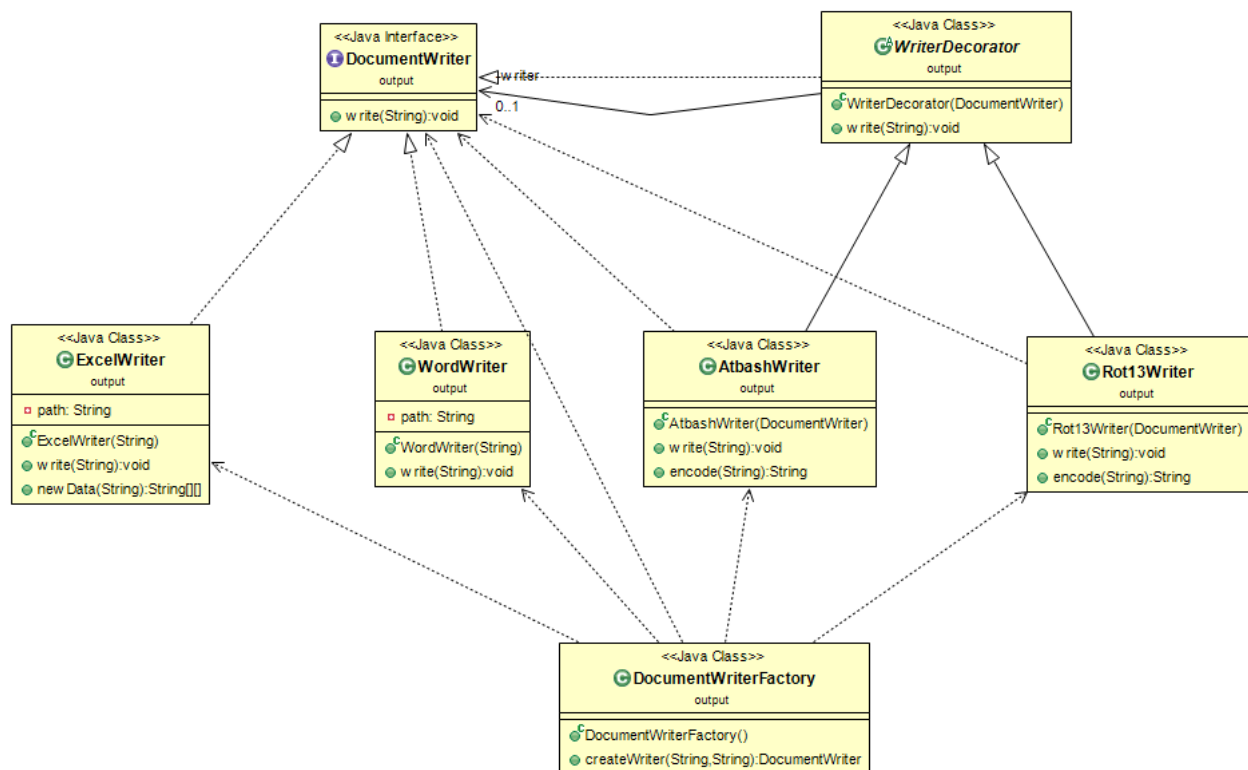 <<Java Interface>>
DocumentWriter
output
write(String):void
writer
0..1
<<Java Class>>
WriterDecorator
output
WriterDecorator(DocumentWriter)
write(String):void
<<Java Class>>
ExcelWriter
output
path: String
ExcelWriter(String)
write(String):void
newData(String):String[][]
<<Java Class>>
WordWriter
output
path: String
WordWriter(String)
write(String):void
<<Java Class>>
AtbashWriter
output
AtbashWriter(DocumentWriter)
write(String):void
encode(String):String
<<Java Class>>
Rot13Writer
output
Rot13Writer(DocumentWriter)
write(String):void
encode(String):String
<<Java Class>>
DocumentWriterFactory
output
DocumentWriterFactory()
createWriter(String,String):DocumentWriter